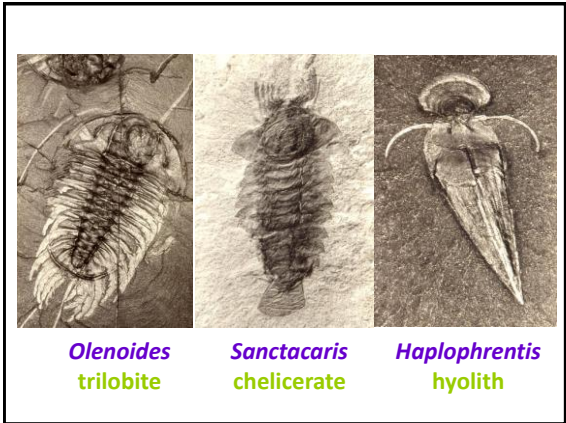 Olenoides
trilobite
Sanctacaris
chelicerate
Haplophrentis
hyolith